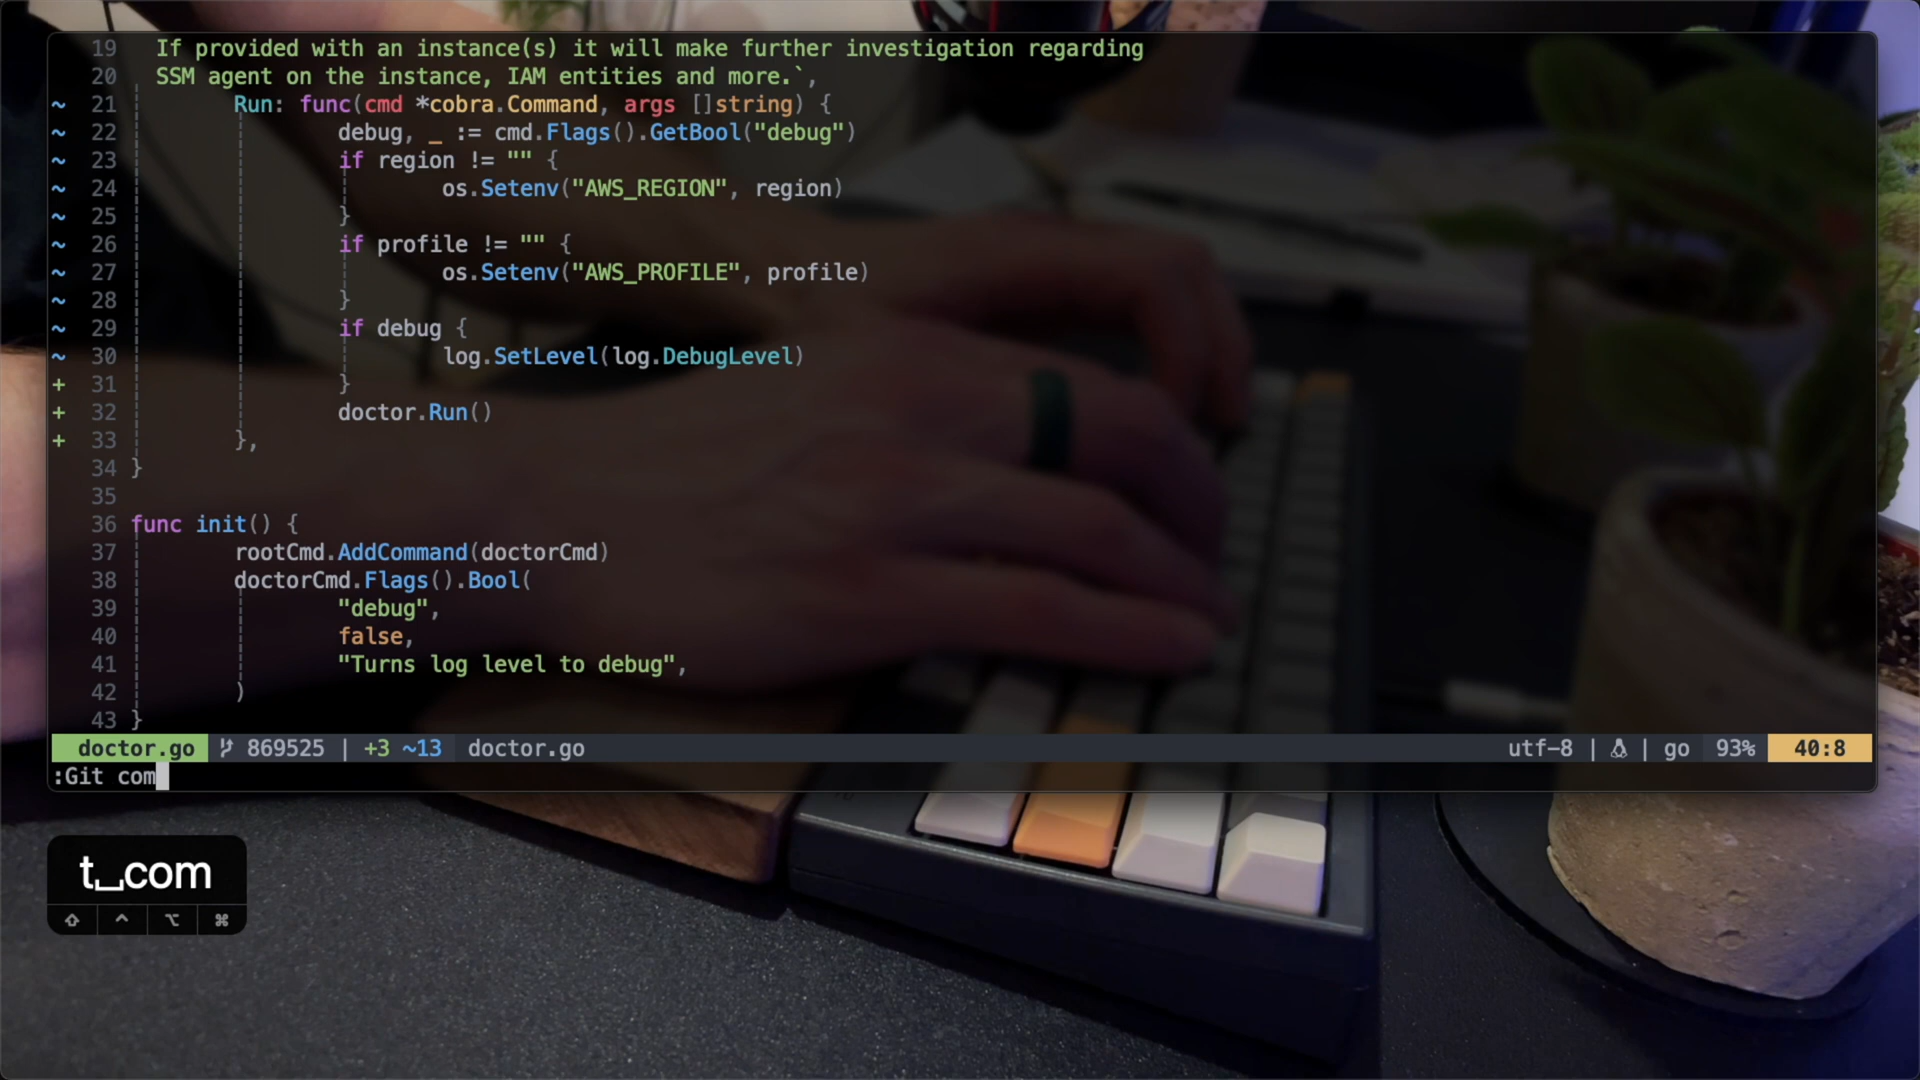 19 If provided with an instance(s) it will make further investigation regarding
20 SSM agent on the instance, IAM entities and more.`,
~ 21 Run: func(cmd *cobra.Command, args []string) {
~ 22 debug, _ := cmd.Flags().GetBool("debug")
~ 23 if region != "" {
~ 24 os.Setenv("AWS_REGION", region)
~ 25 }
~ 26 if profile != "" {
~ 27 os.Setenv("AWS_PROFILE", profile)
~ 28 }
~ 29 if debug {
~ 30 log.SetLevel(log.DebugLevel)
+ 31 }
+ 32 doctor.Run()
+ 33 },
34 }
35
36 func init() {
37 rootCmd.AddCommand(doctorCmd)
38 doctorCmd.Flags().Bool(
39 "debug",
40 false,
41 "Turns log level to debug",
42 )
43 }
doctor.go 869525 | +3 ~13 doctor.go utf-8 | | go 93% 40:8
:Git com
t␣com
⇧ ⌃ ⌥ ⌘